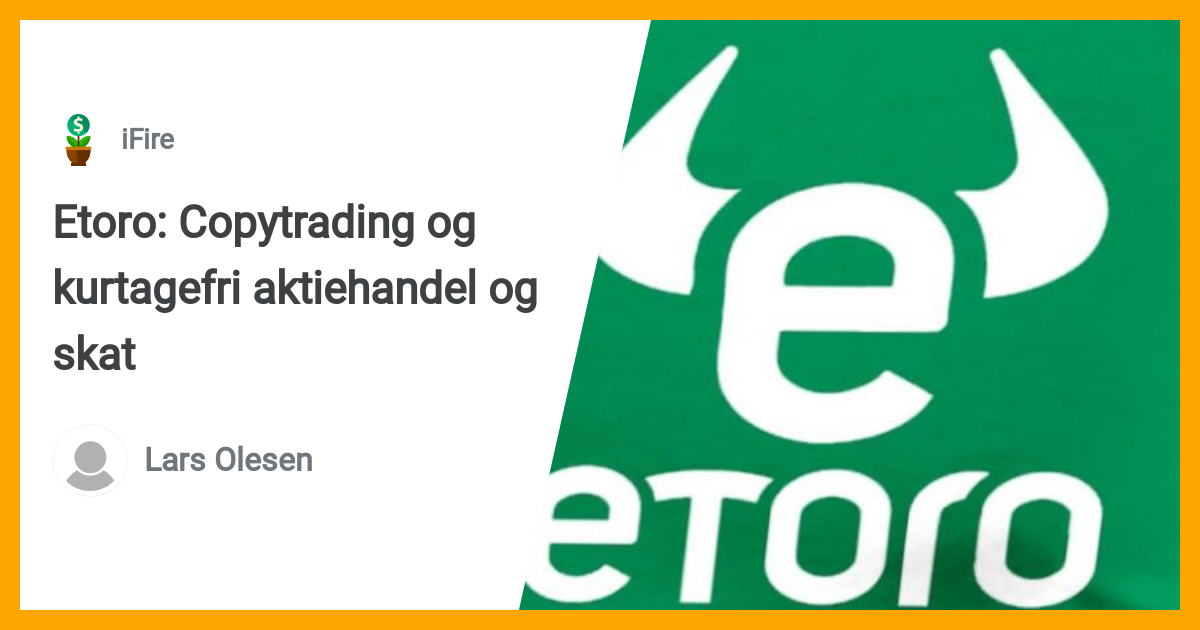 $
iFire
Etoro: Copytrading og
kurtagefri aktiehandel og
skat
Lars Olesen
e
eToro